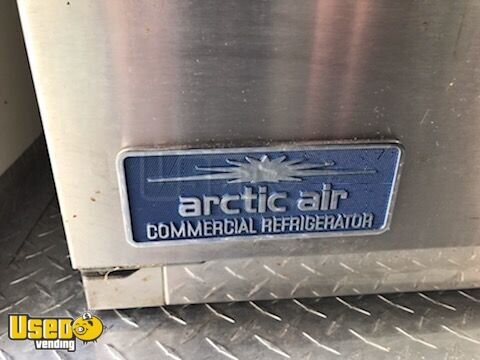 arctic air
COMMERCIAL REFRIGERATOR
Used
vending